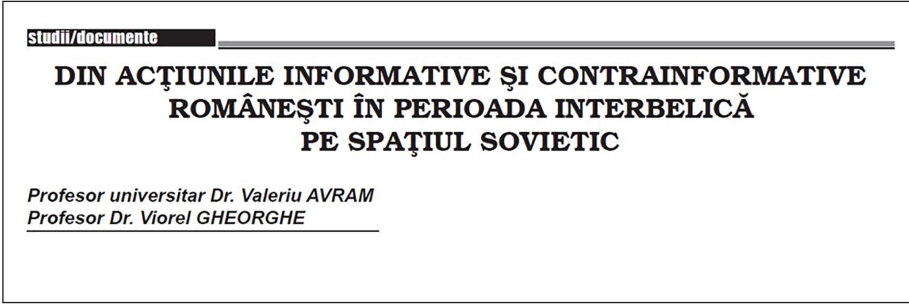 studii/documente
DIN ACŢIUNILE INFORMATIVE ŞI CONTRAINFORMATIVE
ROMÂNEŞTI ÎN PERIOADA INTERBELICĂ
PE SPAŢIUL SOVIETIC
Profesor universitar Dr. Valeriu AVRAM
Profesor Dr. Viorel GHEORGHE